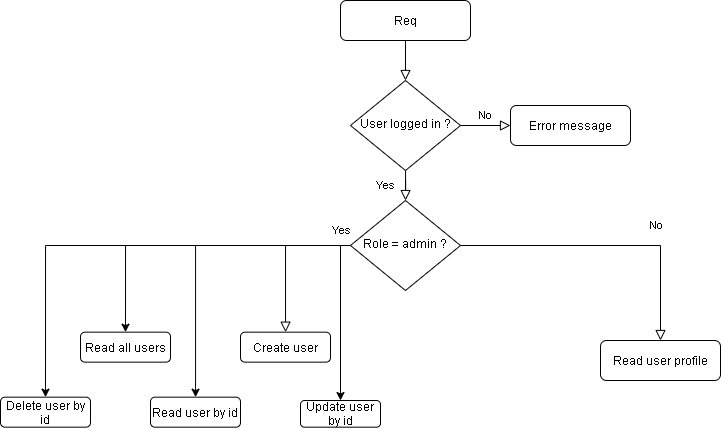 Req
User logged in ?
No
Error message
Yes
Yes
Role = admin ?
No
Read all users
Create user
Read user profile
Delete user by
id
Read user by id
Update user
by id